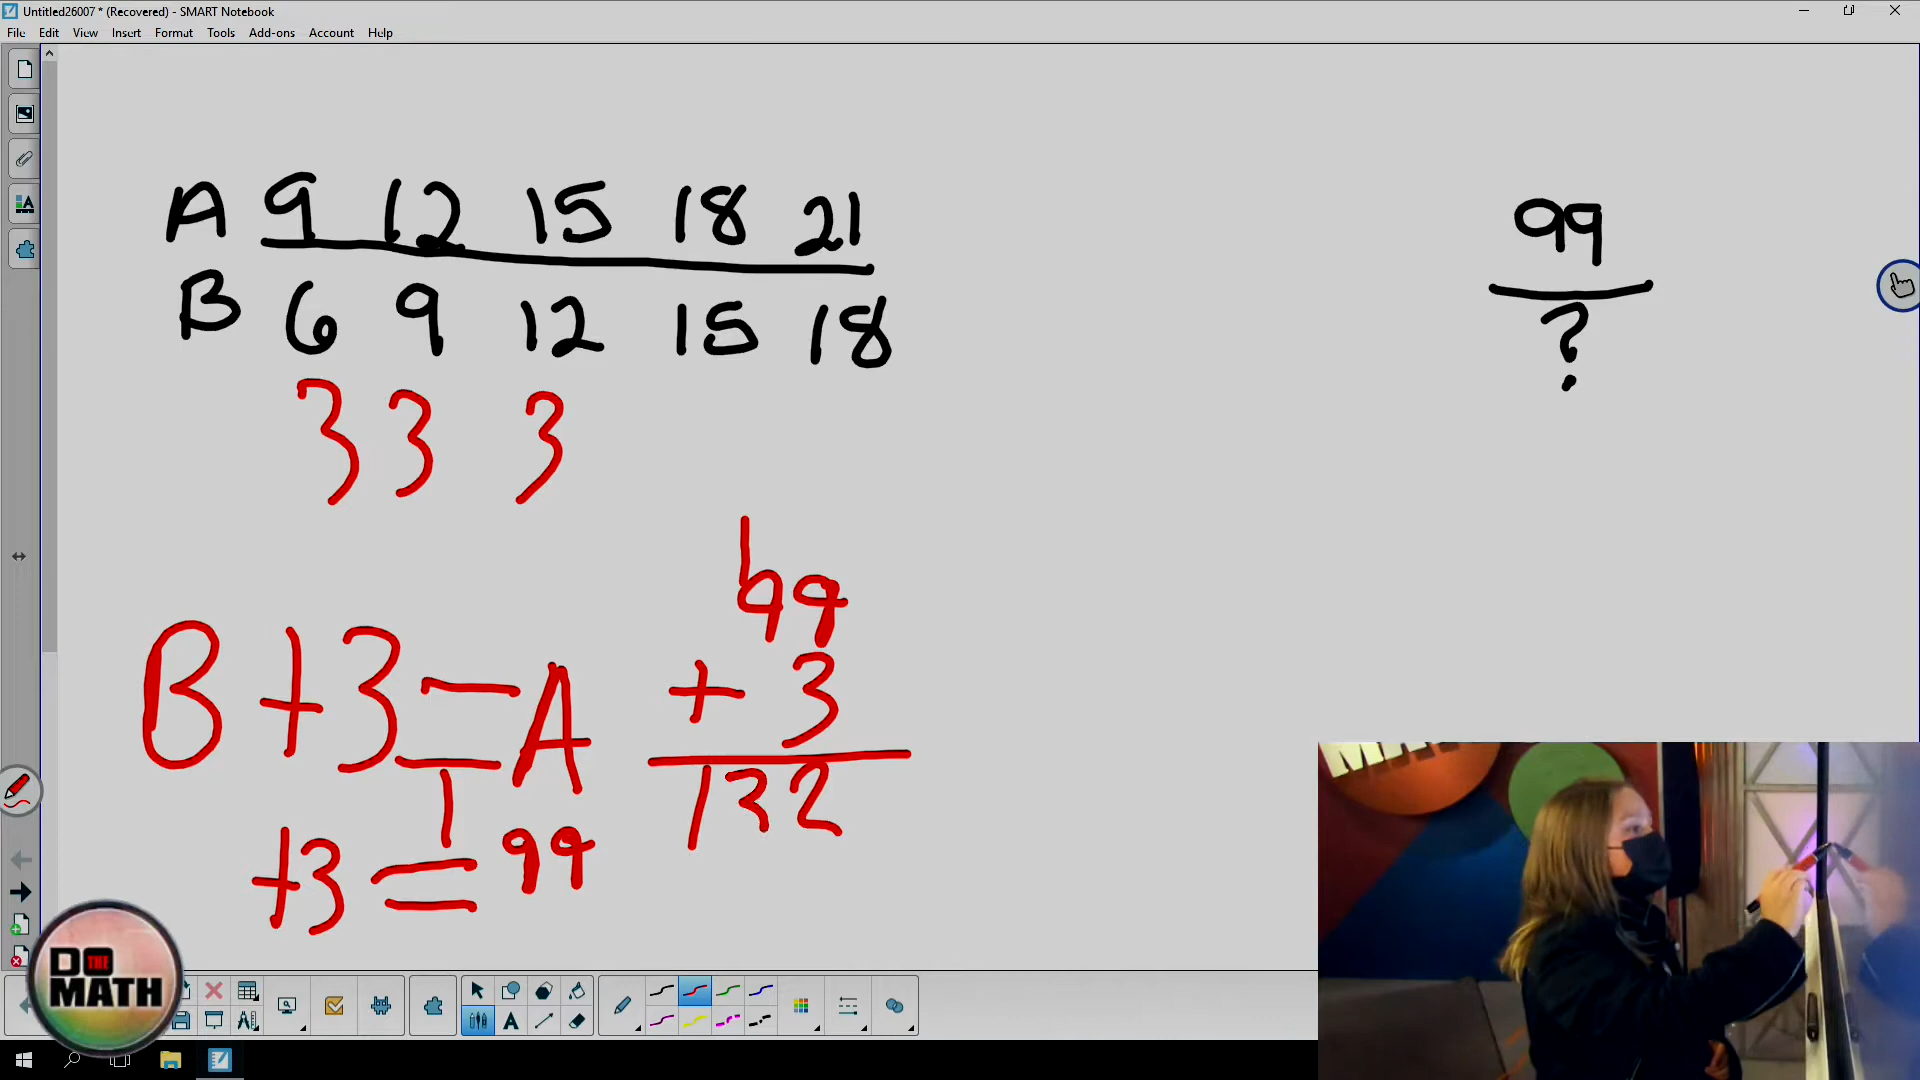 Untitled26007 * (Recovered) - SMART Notebook
File Edit View Insert Format Tools Add-ons Account Help
A 9 12 15 18 21
B 6 9 12 15 18
3 3 3
99
?
B+3=A
+3=99
99
+ 3
132
DO THE MATH